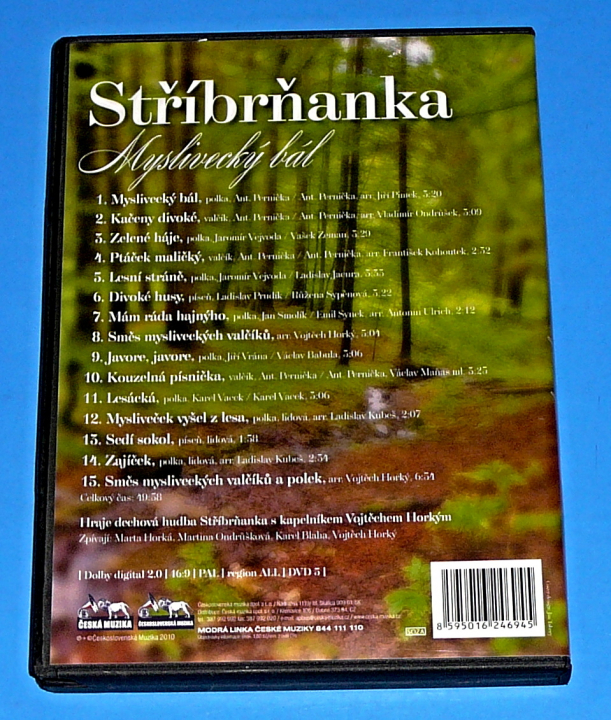 Stříbrňanka
Myslivecký bál
1. Myslivecký bál, polka, Ant. Pernička / Ant. Pernička, arr. Jiří Pimek, 3:20
2. Kačeny divoké, valčík, Ant. Pernička / Ant. Pernička, arr. Vladimír Ondrůšek, 3:09
3. Zelené háje, polka, Jaromír Vejvoda / Vašek Zeman, 3:29
4. Ptáček maličký, valčík, Ant. Pernička / Ant. Pernička, arr. František Kohoutek, 2:32
5. Lesní stráně, polka, Jaromír Vejvoda / Ladislav Jacura, 3:33
6. Divoké husy, píseň, Ladislav Prudík / Růžena Sypěnová, 3:22
7. Mám ráda hajného, polka, Jan Smolík / Emil Synek, arr. Antonín Ulrich, 2:12
8. Směs mysliveckých valčíků, arr. Vojtěch Horký, 5:04
9. Javore, javore, polka, Jiří Vrána / Václav Babula, 3:06
10. Kouzelná písnička, valčík, Ant. Pernička / Ant. Pernička, Václav Maňas ml. 3:25
11. Lesácká, polka, Karel Vacek / Karel Vacek, 3:06
12. Mysliveček vyšel z lesa, polka, lidová, arr. Ladislav Kubeš, 2:07
13. Sedí sokol, píseň, lidová, 1:58
14. Zajíček, polka, lidová, arr. Ladislav Kubeš, 2:54
15. Směs mysliveckých valčíků a polek, arr. Vojtěch Horký, 6:54
Celkový čas: 49:58
Hraje dechová hudba Stříbrňanka s kapelníkem Vojtěchem Horkým
Zpívají: Marta Horká, Martina Ondrůšková, Karel Blaha, Vojtěch Horký
| Dolby digital 2.0 | 16:9 | PAL | region ALL | DVD 5 |
ČESKÁ MUZIKA
ČESKOSLOVENSKÁ MUZIKA
℗ + © Československá Muzika 2010
MODRÁ LINKA ČESKÉ MUZIKY 844 111 110
OSA
8 595016 246945